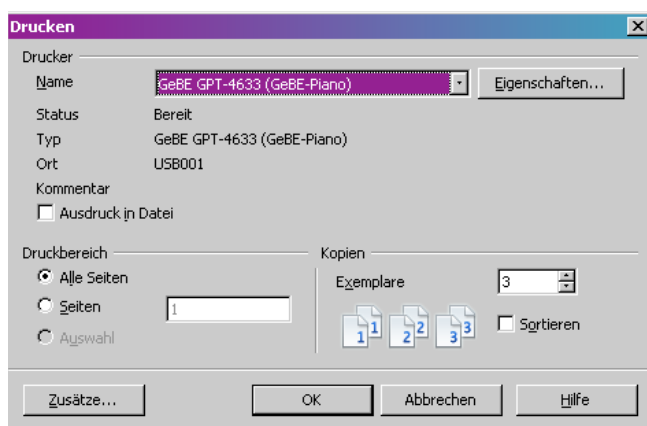 Drucken
Drucker
Name GeBE GPT-4633 (GeBE-Piano) Eigenschaften...
Status Bereit
Typ GeBE GPT-4633 (GeBE-Piano)
Ort USB001
Kommentar
Ausdruck in Datei
Druckbereich Kopien
Alle Seiten Exemplare 3
Seiten 1
1 1 2 2 3 3 Sortieren
Auswahl
Zusätze... OK Abbrechen Hilfe